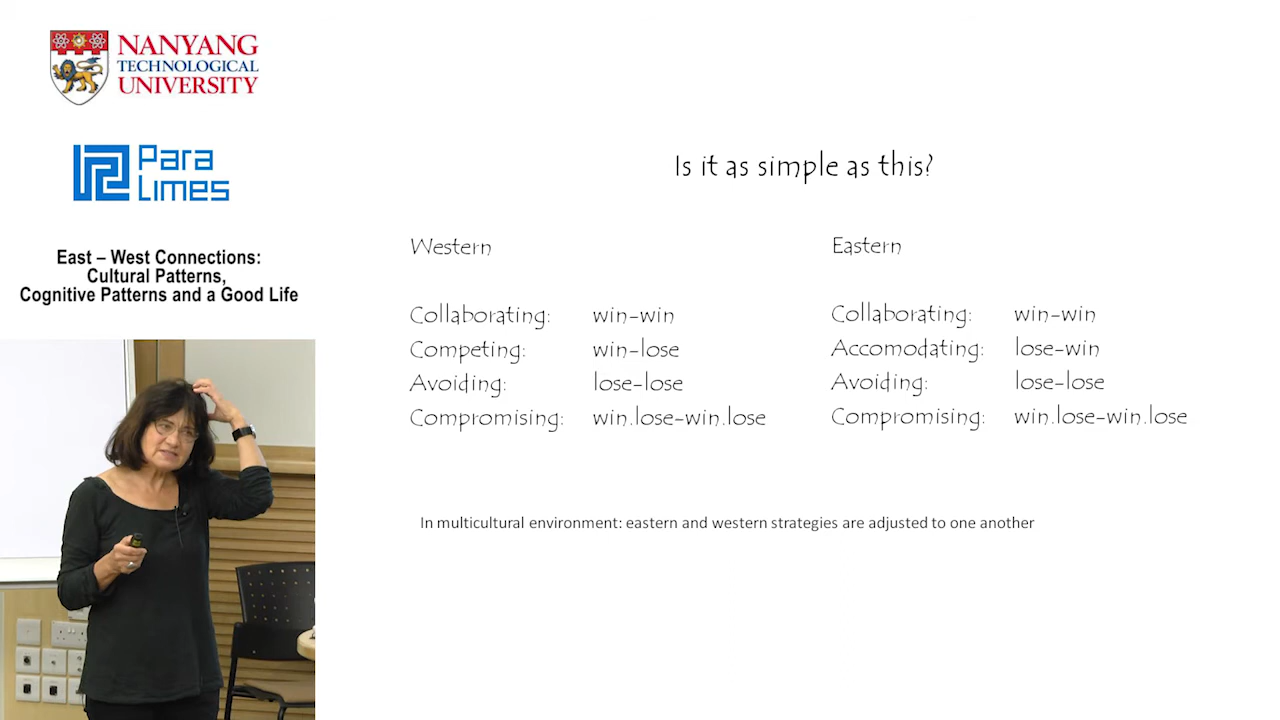 NANYANG
TECHNOLOGICAL
UNIVERSITY
Para
Limes
East – West Connections:
Cultural Patterns,
Cognitive Patterns and a Good Life
Is it as simple as this?
Western
Collaborating: win-win
Competing: win-lose
Avoiding: lose-lose
Compromising: win.lose-win.lose
Eastern
Collaborating: win-win
Accomodating: lose-win
Avoiding: lose-lose
Compromising: win.lose-win.lose
In multicultural environment: eastern and western strategies are adjusted to one another